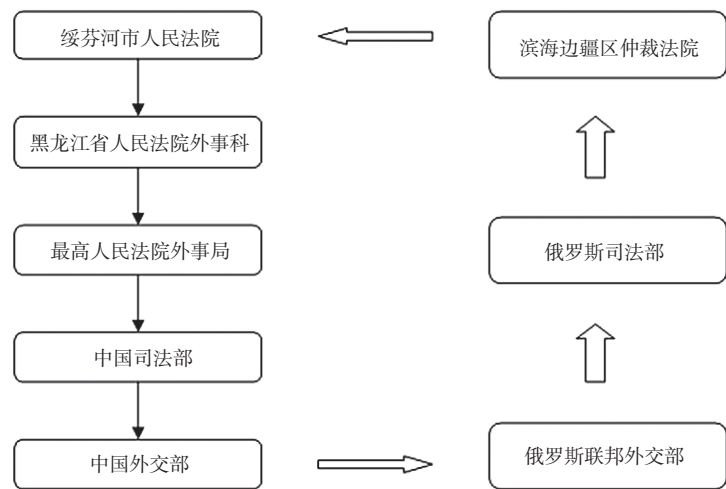 绥芬河市人民法院
滨海边疆区仲裁法院
黑龙江省人民法院外事科
最高人民法院外事局
俄罗斯司法部
中国司法部
中国外交部
俄罗斯联邦外交部